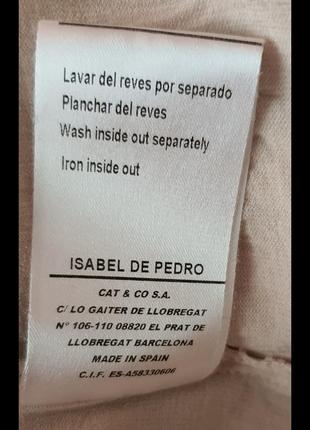 Lavar del reves por separado
Planchar del reves
Wash inside out separately
Iron inside out
ISABEL DE PEDRO
CAT & CO S.A.
C/ LO GAITER DE LLOBREGAT
Nº 106-110 08820 EL PRAT DE
LLOBREGAT BARCELONA
MADE IN SPAIN
C.I.F. ES-A58330606